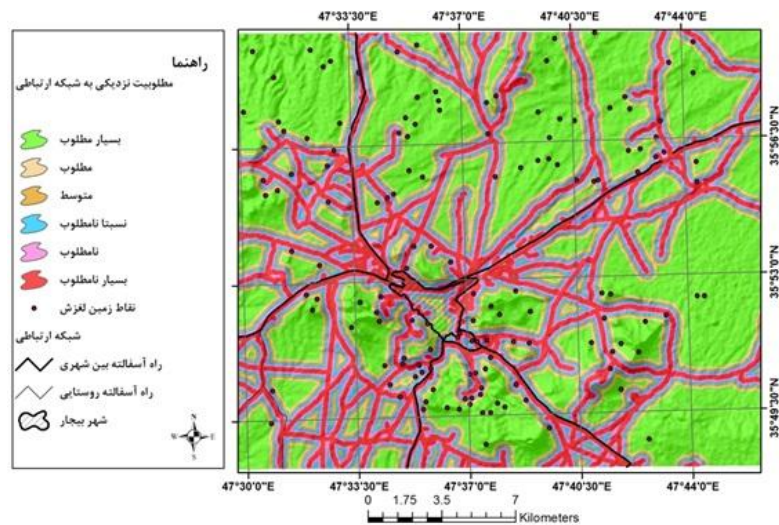 47°33'30"E 47°37'0"E 47°40'30"E 47°44'0"E
راهنما
مطلوبیت نزدیکی به شبکه ارتباطی
بسیار مطلوب
مطلوب
متوسط
نسبتا نامطلوب
نامطلوب
بسیار نامطلوب
نقاط زمین لغزش
شبکه ارتباطی
راه آسفالته بین شهری
راه آسفالته روستایی
شهر بیجار
N
W E
S
35°56'30"N
35°53'0"N
35°49'30"N
47°30'0"E 47°33'30"E 47°37'0"E 47°40'30"E 47°44'0"E
0 1.75 3.5 7
Kilometers